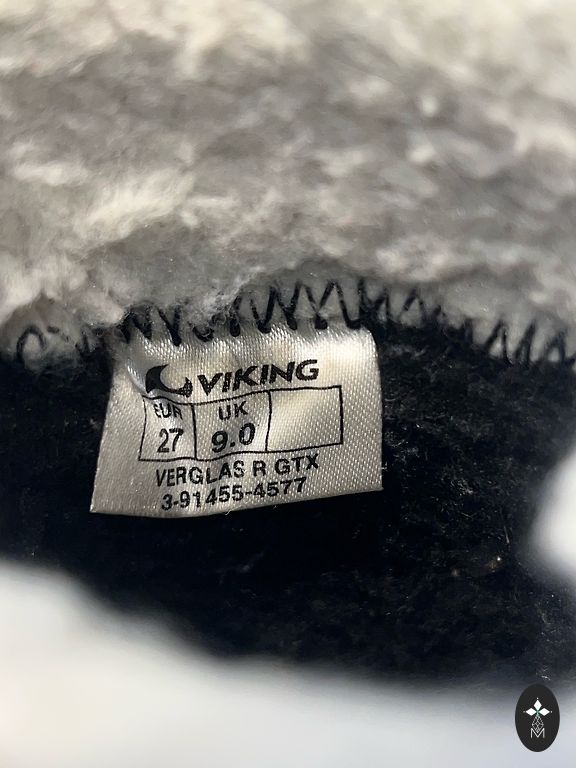 VIKING
EUR UK
27 9.0
VERGLAS R GTX
3-91455-4577
M